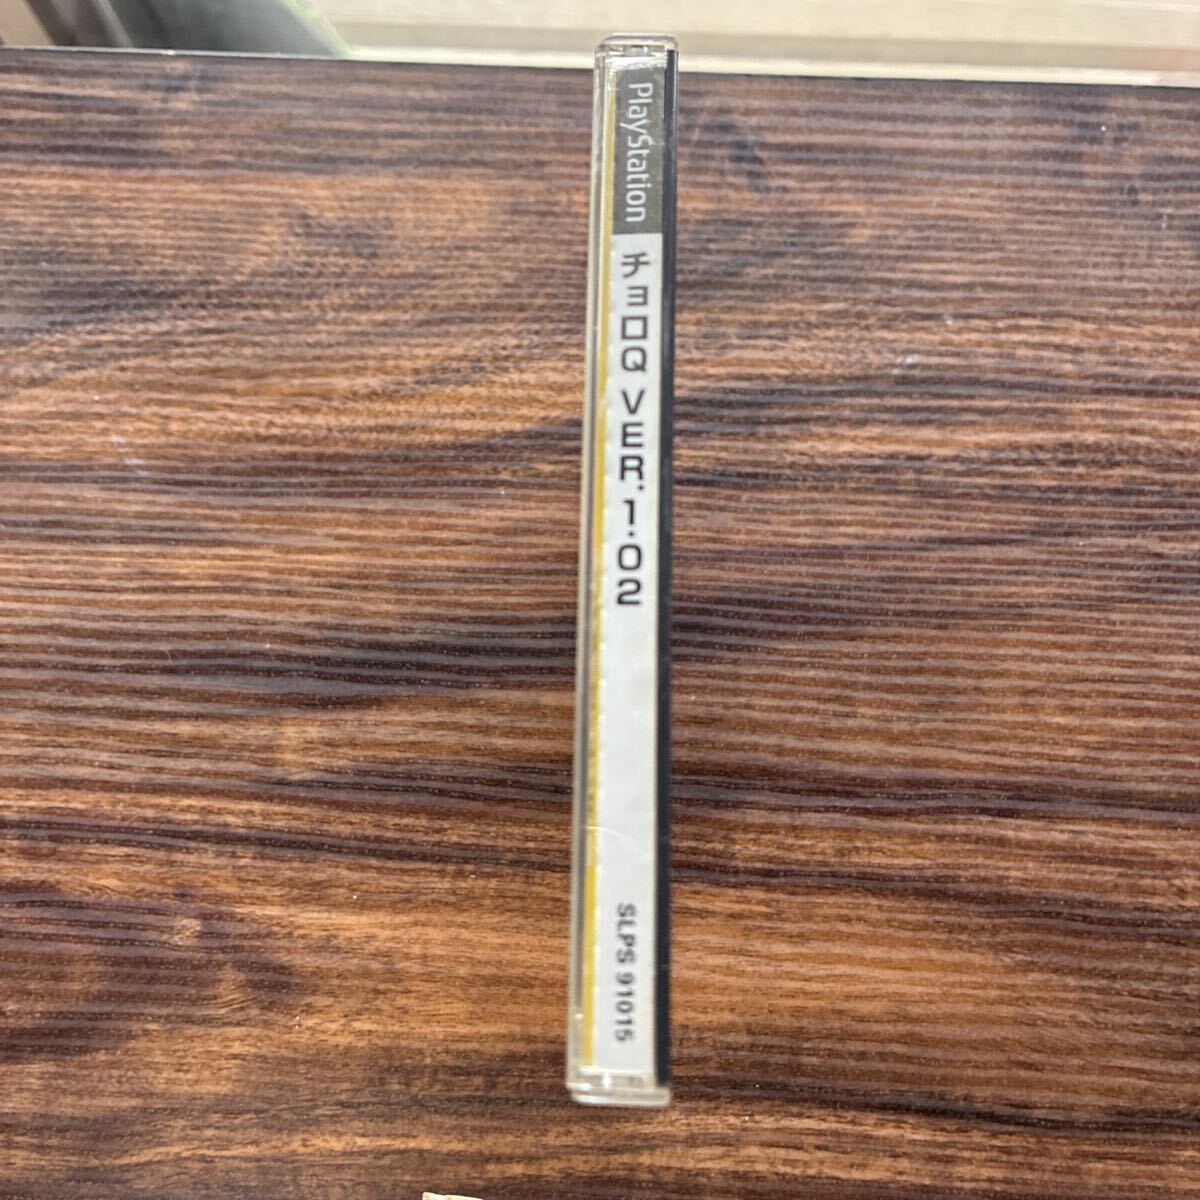 PlayStation
チョロQ VER.1.02
SLPS 91015